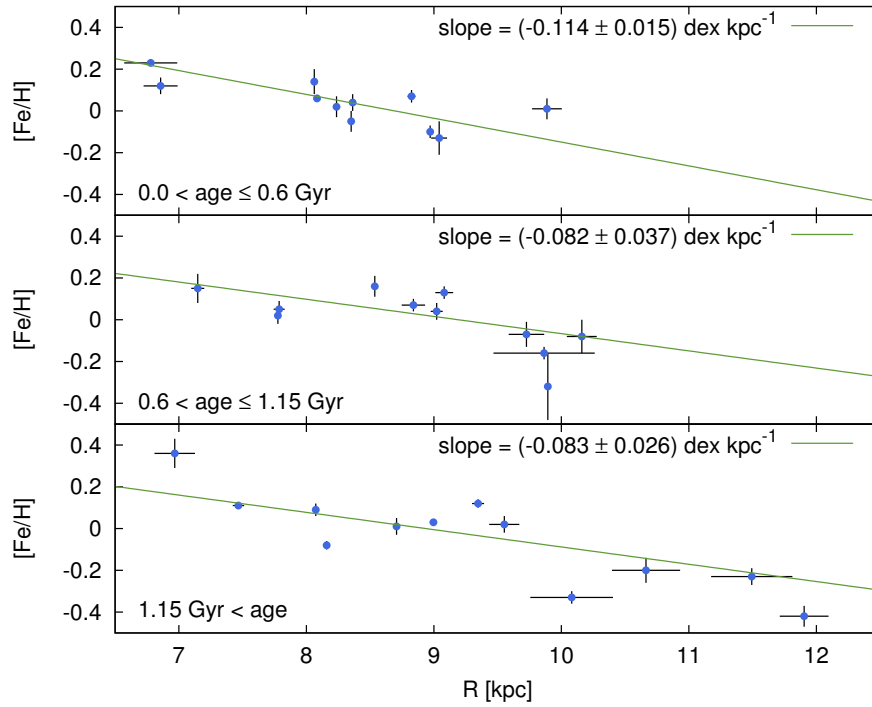 [Fe/H]
0.4
0.2
0
-0.2
-0.4
slope = (-0.114 ± 0.015) dex kpc⁻¹
0.0 < age ≤ 0.6 Gyr
[Fe/H]
0.4
0.2
0
-0.2
-0.4
slope = (-0.082 ± 0.037) dex kpc⁻¹
0.6 < age ≤ 1.15 Gyr
[Fe/H]
0.4
0.2
0
-0.2
-0.4
slope = (-0.083 ± 0.026) dex kpc⁻¹
1.15 Gyr < age
7 8 9 10 11 12
R [kpc]